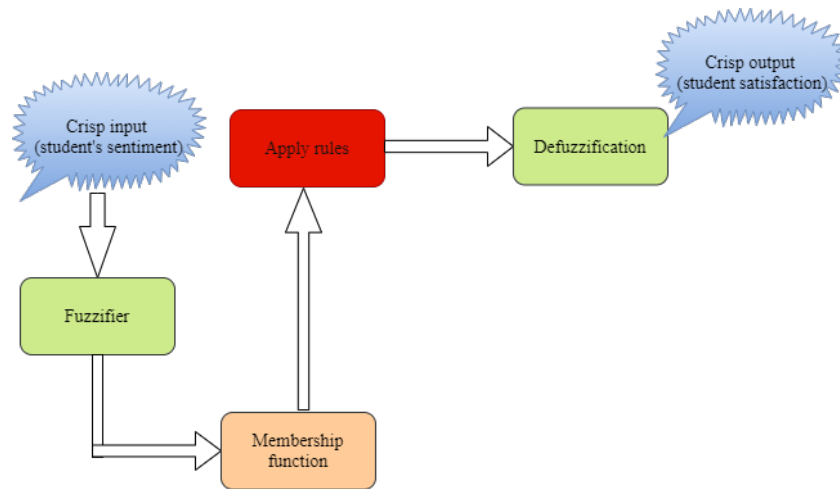 Crisp input
(student's sentiment)
Fuzzifier
Membership
function
Apply rules
Defuzzification
Crisp output
(student satisfaction)